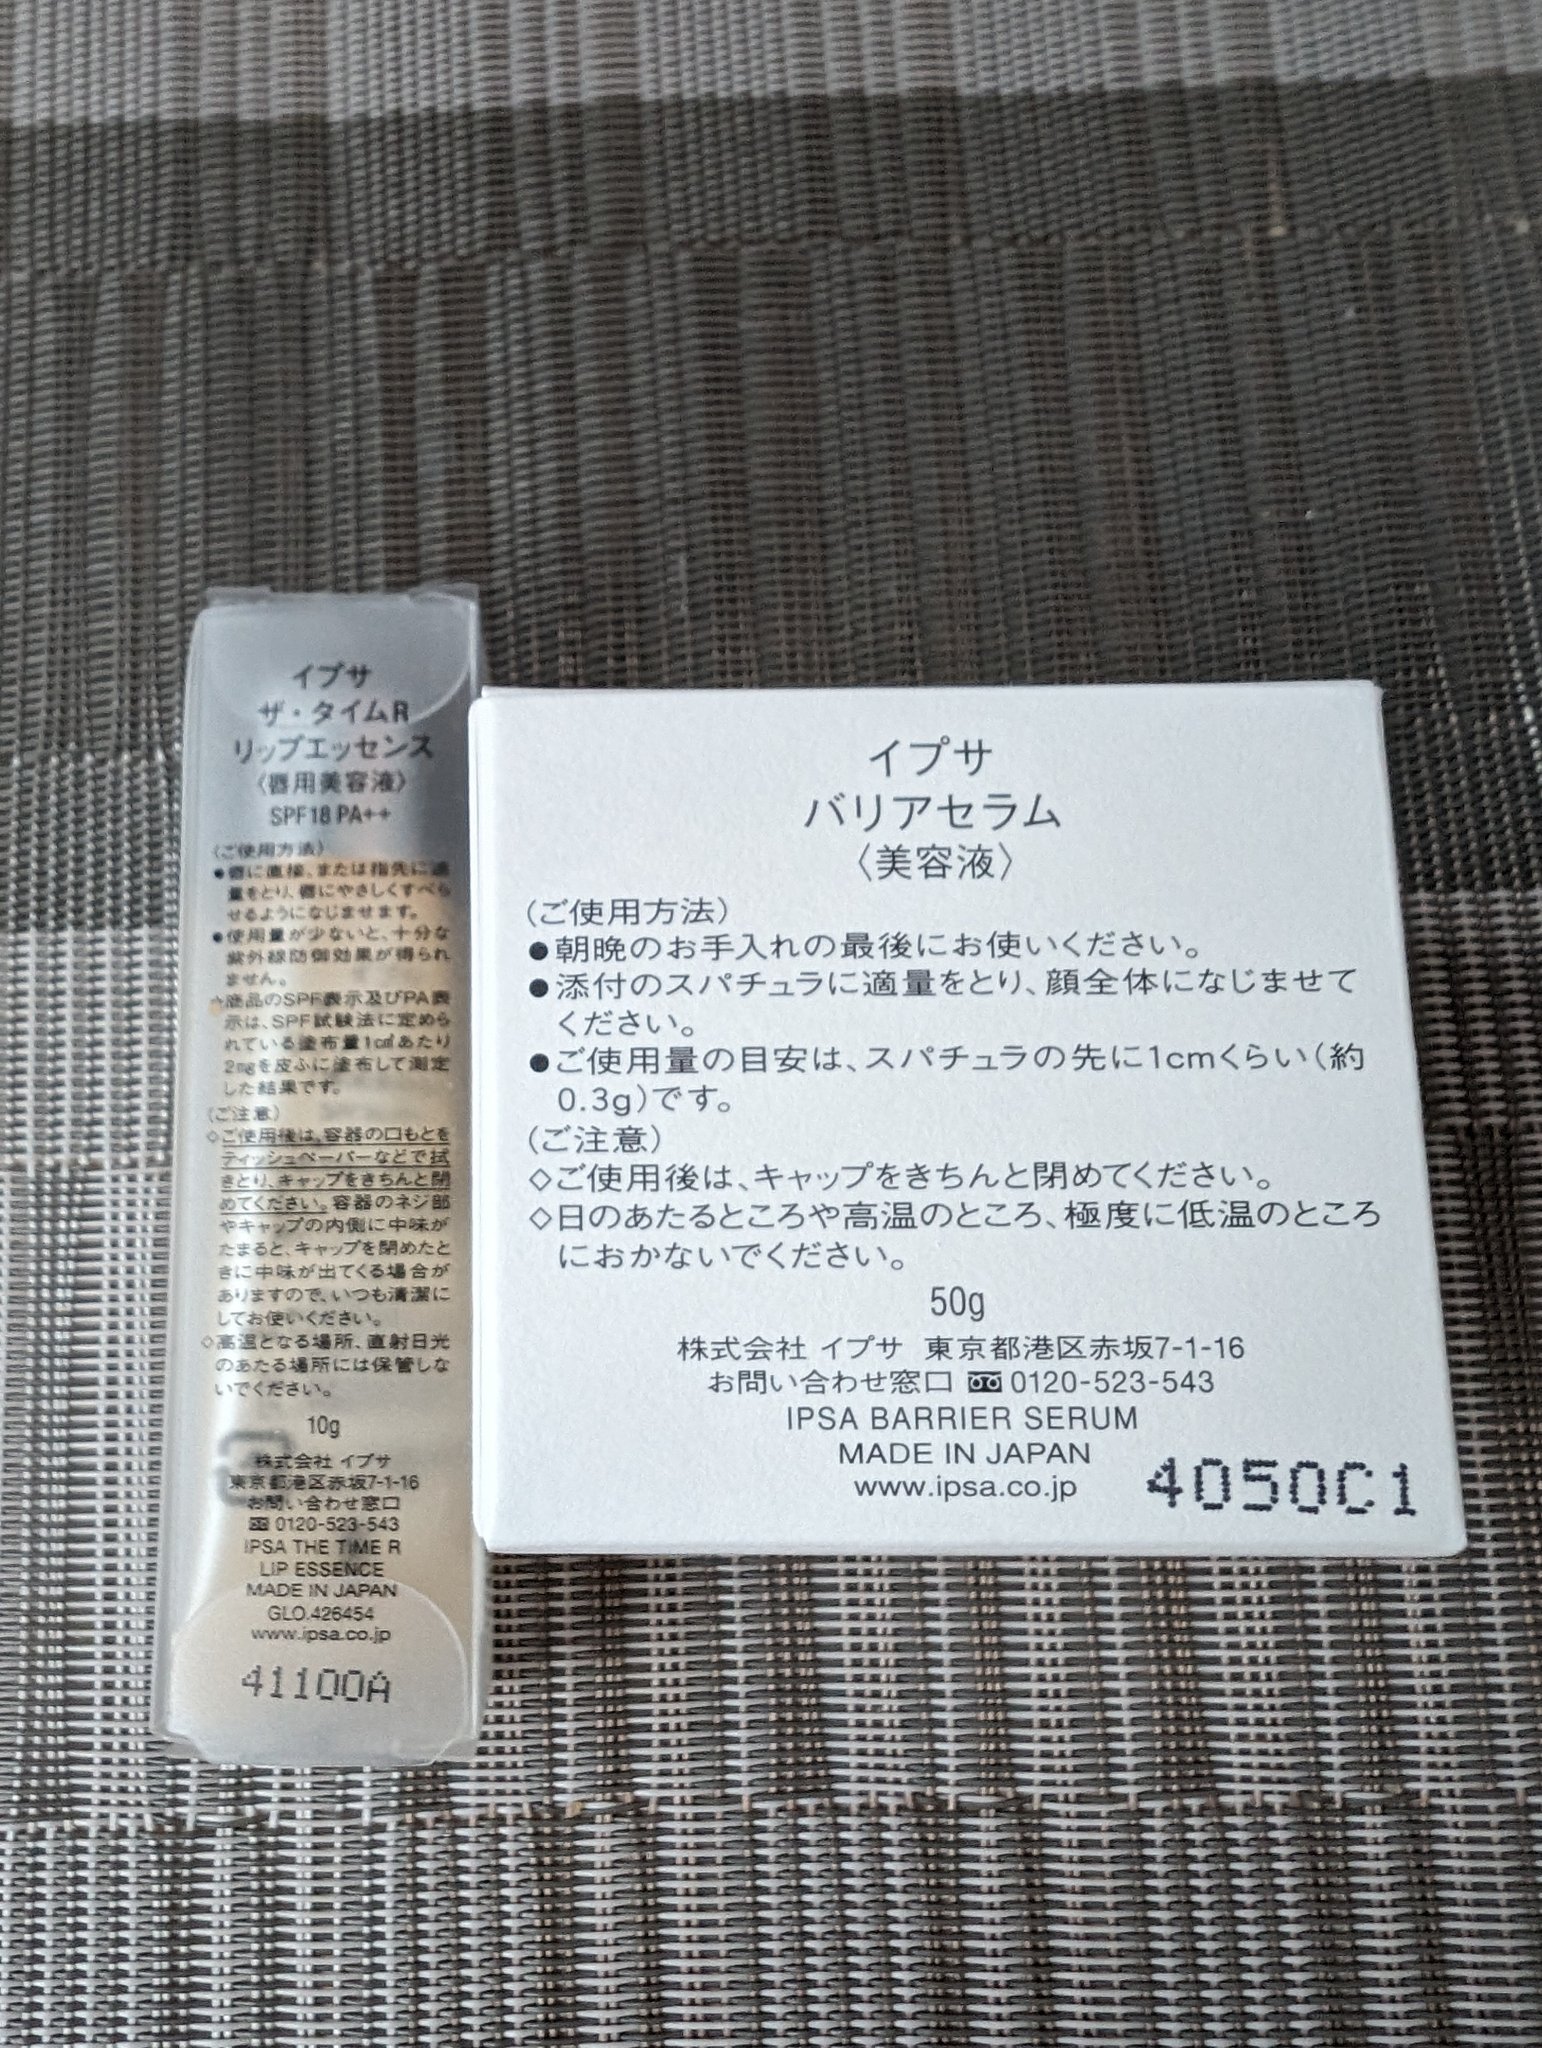 イプサ
ザ・タイムR
リップエッセンス
〈唇用美容液〉
SPF18 PA++
(ご使用方法)
●唇に直接、または指先に適
量をとり、唇にやさしくすべら
せるようになじませます。
●使用量が少ないと、十分な
紫外線防御効果が得られ
ません。
☆商品のSPF表示及びPA表
示は、SPF試験法に定めら
れている塗布量1c㎡あたり
2㎎を皮ふに塗布して測定
した結果です。
(ご注意)
◇ご使用後は、容器の口もとを
ティッシュペーパーなどで拭
きとり、キャップをきちんと閉
めてください。容器のネジ部
やキャップの内側に中味が
たまると、キャップを閉めたと
きに中味が出てくる場合が
ありますので、いつも清潔に
してお使いください。
◇高温となる場所、直射日光
のあたる場所には保管しな
いでください。
10g
株式会社 イプサ
東京都港区赤坂7-1-16
お問い合わせ窓口
0120-523-543
IPSA THE TIME R
LIP ESSENCE
MADE IN JAPAN
GLO.426454
www.ipsa.co.jp
41100A
イプサ
バリアセラム
〈美容液〉
(ご使用方法)
●朝晩のお手入れの最後にお使いください。
●添付のスパチュラに適量をとり、顔全体になじませて
ください。
●ご使用量の目安は、スパチュラの先に1cmくらい(約
0.3g)です。
(ご注意)
◇ご使用後は、キャップをきちんと閉めてください。
◇日のあたるところや高温のところ、極度に低温のところ
におかないでください。
50g
株式会社 イプサ 東京都港区赤坂7-1-16
お問い合わせ窓口 0120-523-543
IPSA BARRIER SERUM
MADE IN JAPAN
www.ipsa.co.jp
4050C1